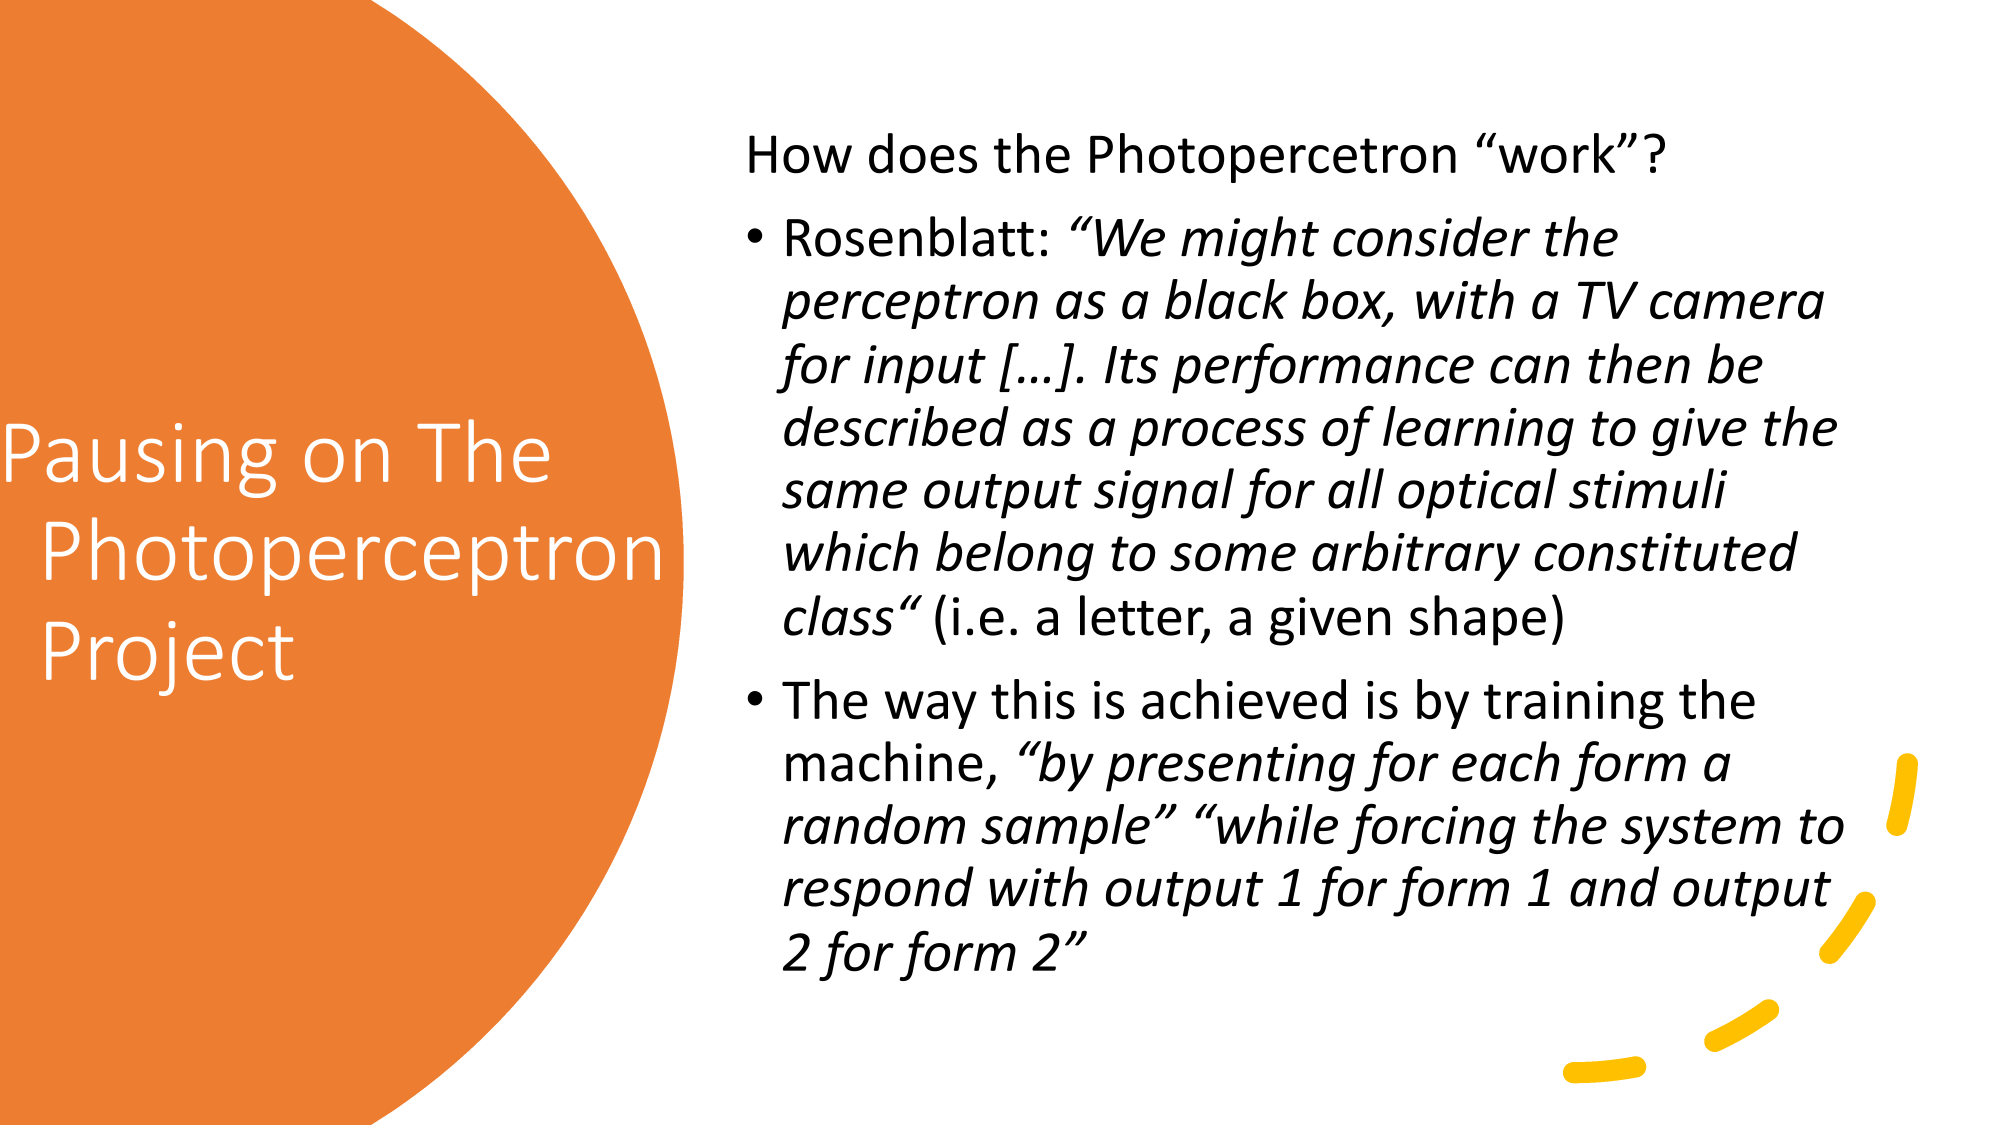 Pausing on The
Photoperceptron
Project
How does the Photopercetron “work”?
• Rosenblatt: “We might consider the
perceptron as a black box, with a TV camera
for input […]. Its performance can then be
described as a process of learning to give the
same output signal for all optical stimuli
which belong to some arbitrary constituted
class“ (i.e. a letter, a given shape)
• The way this is achieved is by training the
machine, “by presenting for each form a
random sample” “while forcing the system to
respond with output 1 for form 1 and output
2 for form 2”